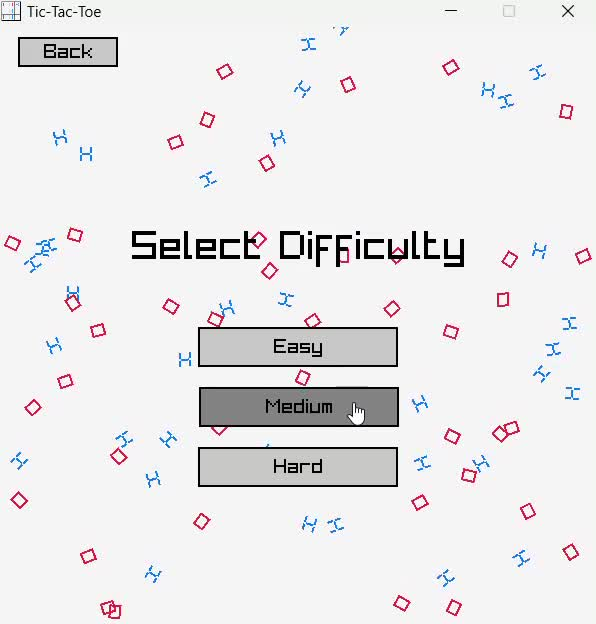 Tic-Tac-Toe
Back
Select Difficulty
Easy
Medium
Hard